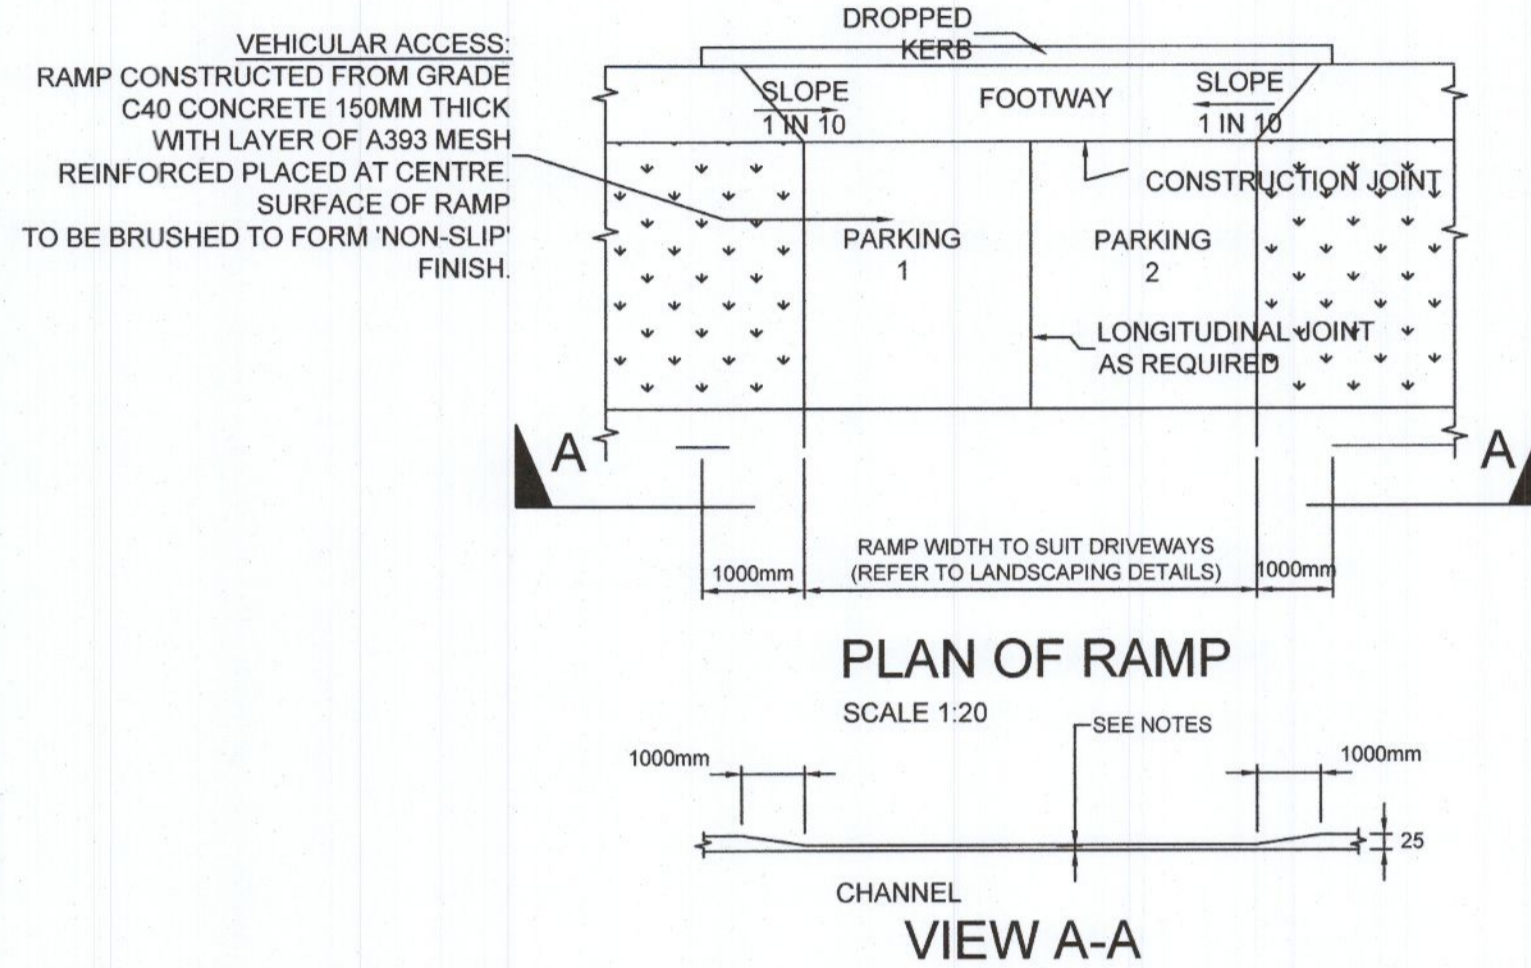 VEHICULAR ACCESS:
RAMP CONSTRUCTED FROM GRADE
C40 CONCRETE 150MM THICK
WITH LAYER OF A393 MESH
REINFORCED PLACED AT CENTRE.
SURFACE OF RAMP
TO BE BRUSHED TO FORM 'NON-SLIP'
FINISH.
DROPPED
KERB
SLOPE
1 IN 10
FOOTWAY
SLOPE
1 IN 10
CONSTRUCTION JOINT
PARKING
1
PARKING
2
LONGITUDINAL JOINT
AS REQUIRED
A
A
RAMP WIDTH TO SUIT DRIVEWAYS
(REFER TO LANDSCAPING DETAILS)
1000mm
1000mm
PLAN OF RAMP
SCALE 1:20
SEE NOTES
1000mm
1000mm
25
CHANNEL
VIEW A-A